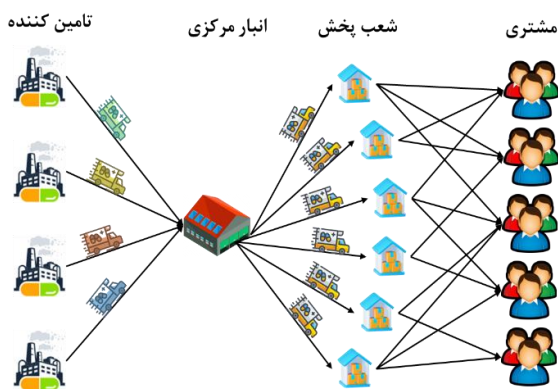 تامین کننده
انبار مرکزی
شعب پخش
مشتری